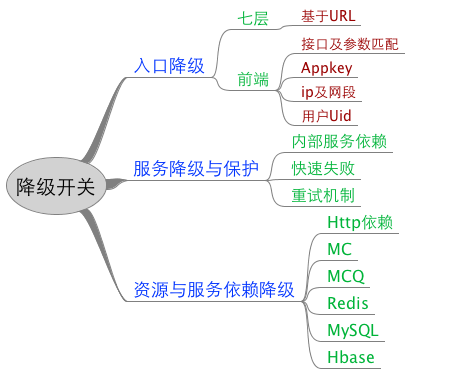 降级开关
入口降级
七层
基于URL
前端
接口及参数匹配
Appkey
ip及网段
用户Uid
服务降级与保护
内部服务依赖
快速失败
重试机制
资源与服务依赖降级
Http依赖
MC
MCQ
Redis
MySQL
Hbase